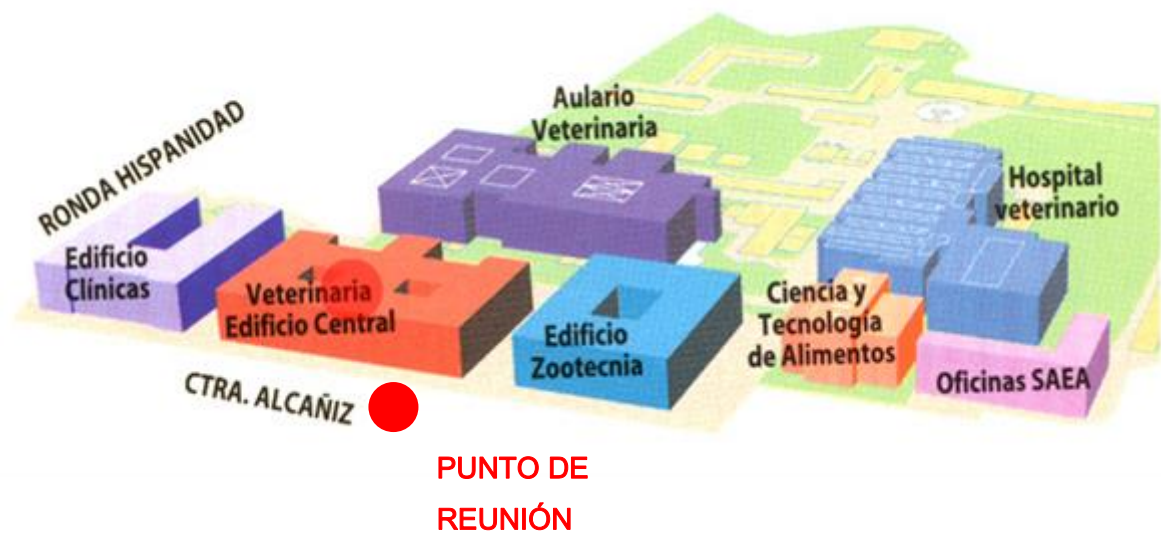 Aulario
Veterinaria
RONDA HISPANIDAD
Hospital
veterinario
Edificio
Clínicas
Veterinaria
Edificio Central
Ciencia y
Tecnología
de Alimentos
Edificio
Zootecnia
Oficinas SAEA
CTRA. ALCAÑIZ
PUNTO DE
REUNIÓN